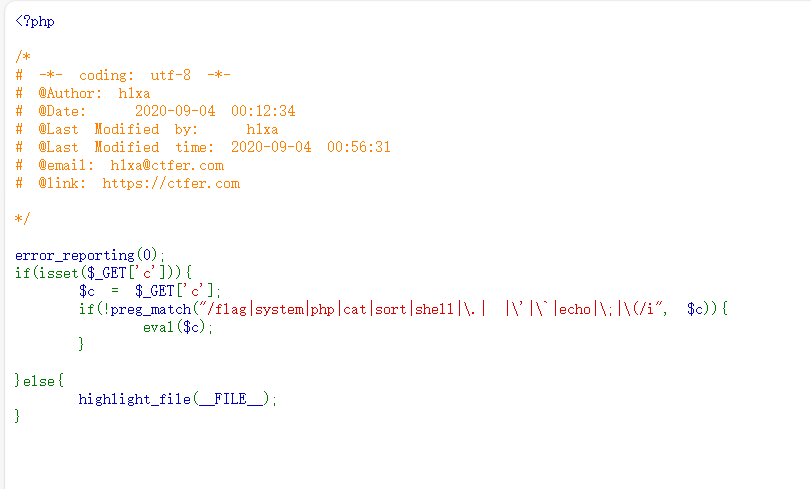 <?php

/*
# -*- coding: utf-8 -*-
# @Author: h1xa
# @Date:   2020-09-04 00:12:34
# @Last Modified by:   h1xa
# @Last Modified time: 2020-09-04 00:56:31
# @email: h1xa@ctfer.com
# @link: https://ctfer.com

*/

error_reporting(0);
if(isset($_GET['c'])){
    $c = $_GET['c'];
    if(!preg_match("/flag|system|php|cat|sort|shell|\.| |\'|\`|echo|\;|\(/i", $c)){
        eval($c);
    }

}else{
    highlight_file(__FILE__);
}